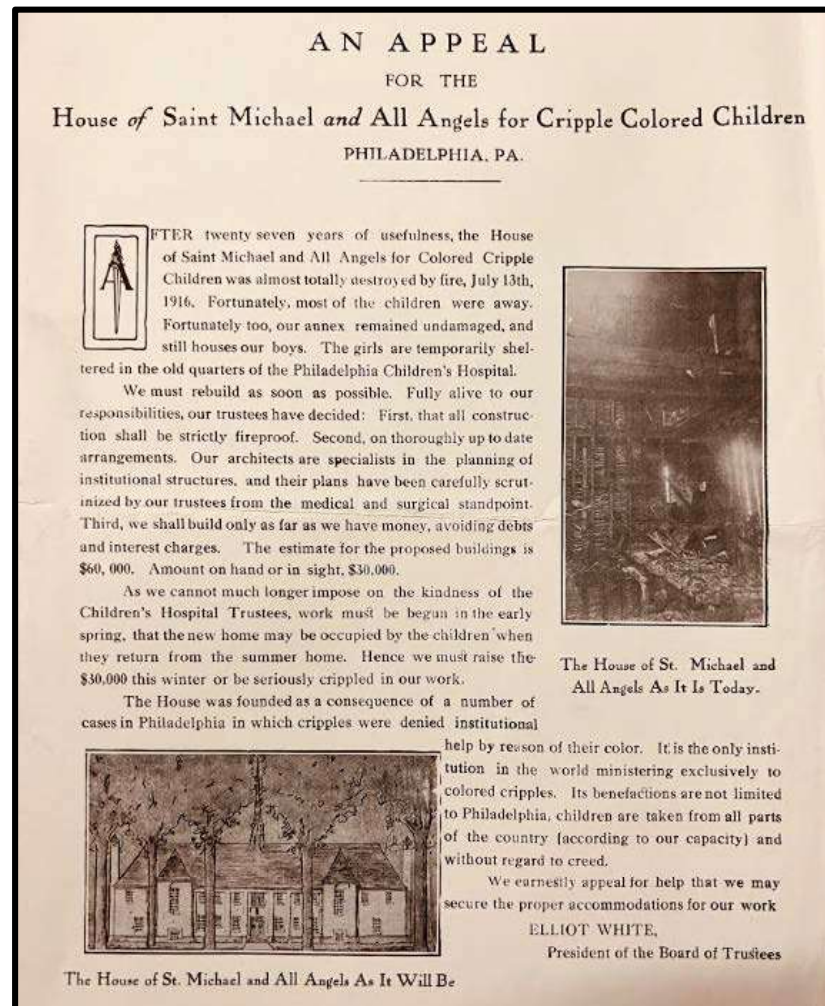 AN APPEAL
FOR THE
House of Saint Michael and All Angels for Cripple Colored Children
PHILADELPHIA, PA.
AFTER twenty seven years of usefulness, the House
of Saint Michael and All Angels for Colored Cripple
Children was almost totally destroyed by fire, July 13th,
1916. Fortunately, most of the children were away.
Fortunately too, our annex remained undamaged, and
still houses our boys. The girls are temporarily shel-
tered in the old quarters of the Philadelphia Children's Hospital.
We must rebuild as soon as possible. Fully alive to our
responsibilities, our trustees have decided: First, that all construc-
tion shall be strictly fireproof. Second, on thoroughly up to date
arrangements. Our architects are specialists in the planning of
institutional structures, and their plans have been carefully scrut-
inized by our trustees from the medical and surgical standpoint.
Third, we shall build only as far as we have money, avoiding debts
and interest charges. The estimate for the proposed buildings is
$60, 000. Amount on hand or in sight, $30,000.
As we cannot much longer impose on the kindness of the
Children's Hospital Trustees, work must be begun in the early
spring, that the new home may be occupied by the children when
they return from the summer home. Hence we must raise the
$30,000 this winter or be seriously crippled in our work.
The House was founded as a consequence of a number of
cases in Philadelphia in which cripples were denied institutional
help by reason of their color. It is the only insti-
tution in the world ministering exclusively to
colored cripples. Its benefactions are not limited
to Philadelphia, children are taken from all parts
of the country (according to our capacity) and
without regard to creed.
We earnestly appeal for help that we may
secure the proper accommodations for our work
ELLIOT WHITE,
President of the Board of Trustees
The House of St. Michael and
All Angels As It Is Today.
The House of St. Michael and All Angels As It Will Be